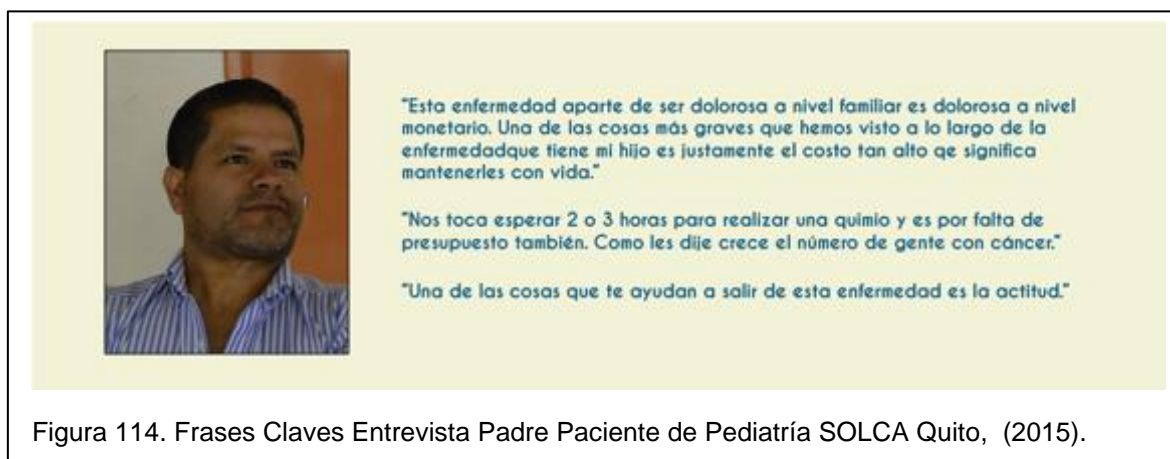 "Esta enfermedad aparte de ser dolorosa a nivel familiar es dolorosa a nivel
monetario. Una de las cosas más graves que hemos visto a lo largo de la
enfermedadque tiene mi hijo es justamente el costo tan alto qe significa
mantenerles con vida."
"Nos toca esperar 2 o 3 horas para realizar una quimio y es por falta de
presupuesto también. Como les dije crece el número de gente con cáncer."
"Una de las cosas que te ayudan a salir de esta enfermedad es la actitud."
Figura 114. Frases Claves Entrevista Padre Paciente de Pediatría SOLCA Quito, (2015).